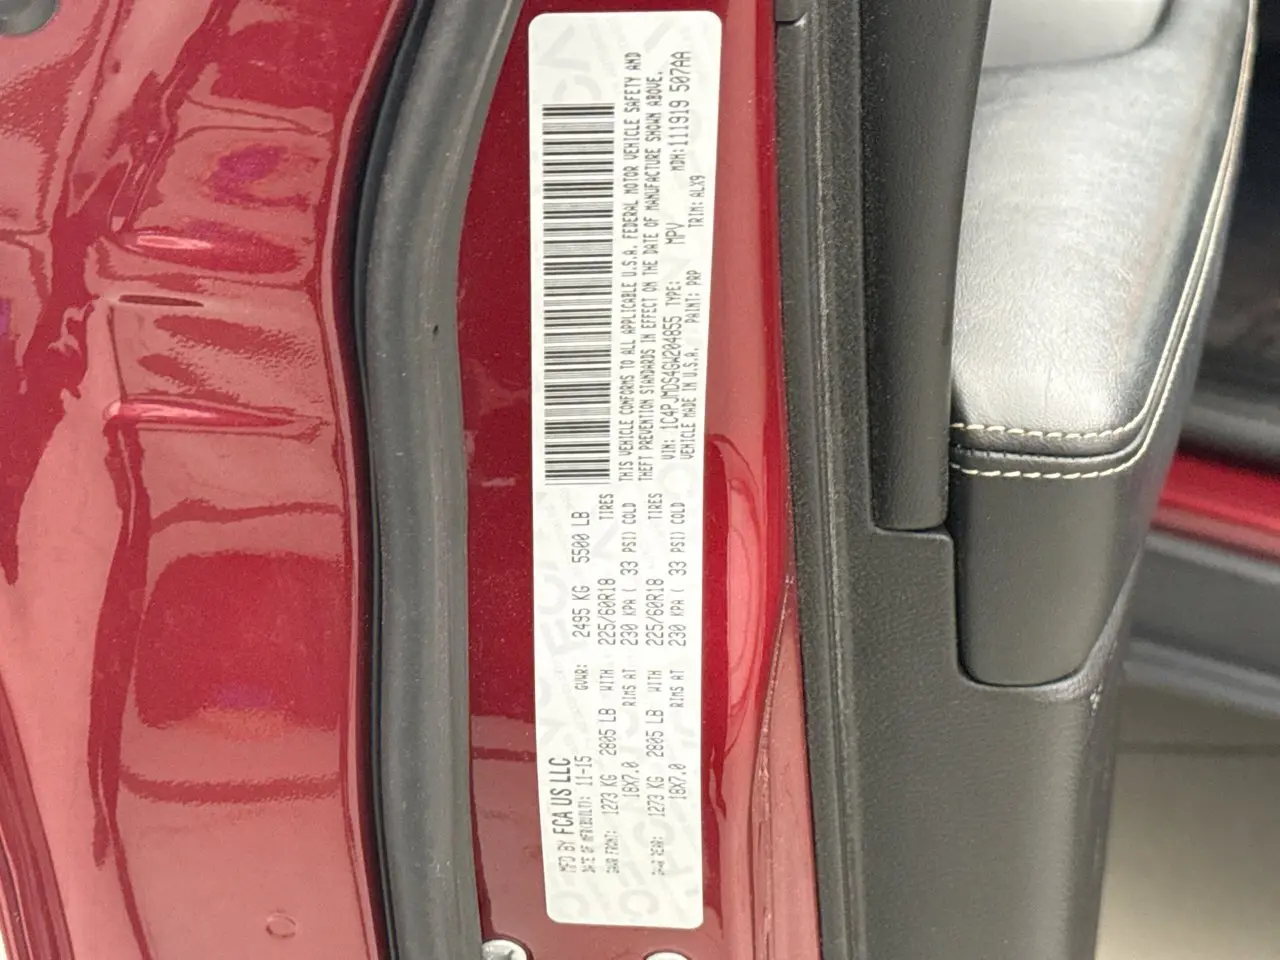 MFD BY FCA US LLC
DATE OF MFR(BUILT): 11-15 GVWR: 2495 KG 5500 LB
GAWR FRONT: 1273 KG 2805 LB WITH 225/60R18 TIRES
18X7.0 RIMS AT 230 KPA ( 33 PSI) COLD
GAWR REAR: 1273 KG 2805 LB WITH 225/60R18 TIRES
18X7.0 RIMS AT 230 KPA ( 33 PSI) COLD
THIS VEHICLE CONFORMS TO ALL APPLICABLE U.S.A. FEDERAL MOTOR VEHICLE SAFETY AND
THEFT PREVENTION STANDARDS IN EFFECT ON THE DATE OF MANUFACTURE SHOWN ABOVE.
VIN: 1C4PJMDS4GW204855 TYPE: MPV MDH:111919 507AA
VEHICLE MADE IN U.S.A. PAINT: PRP TRIM:ALX9